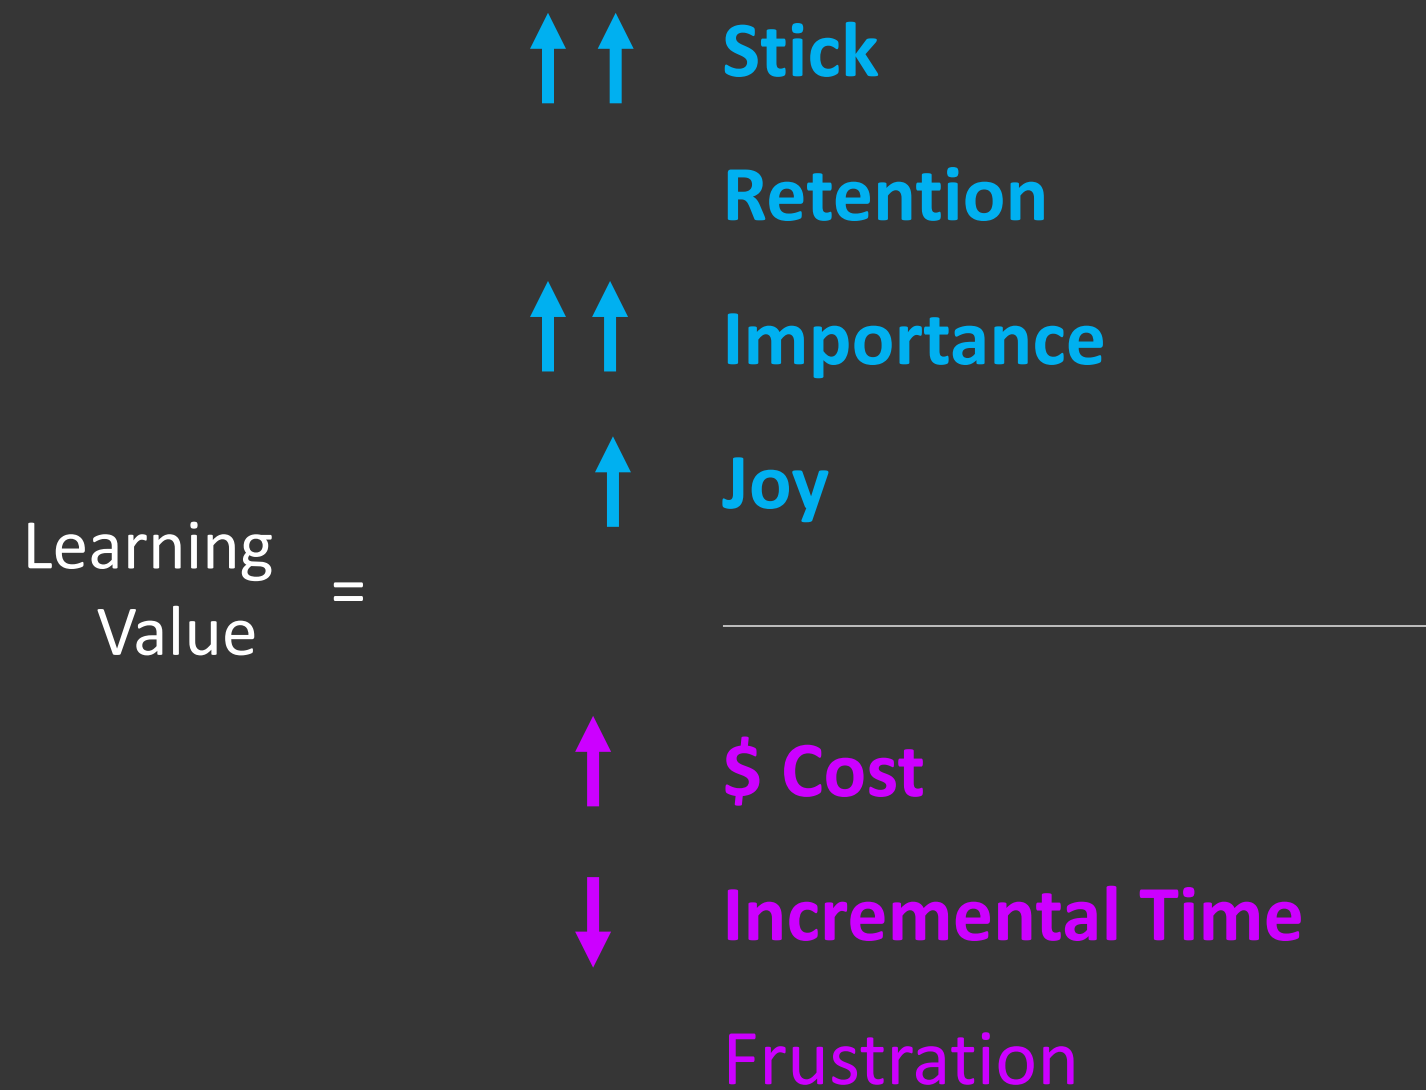 Stick
Retention
Importance
Joy
Learning
Value
=
$ Cost
Incremental Time
Frustration